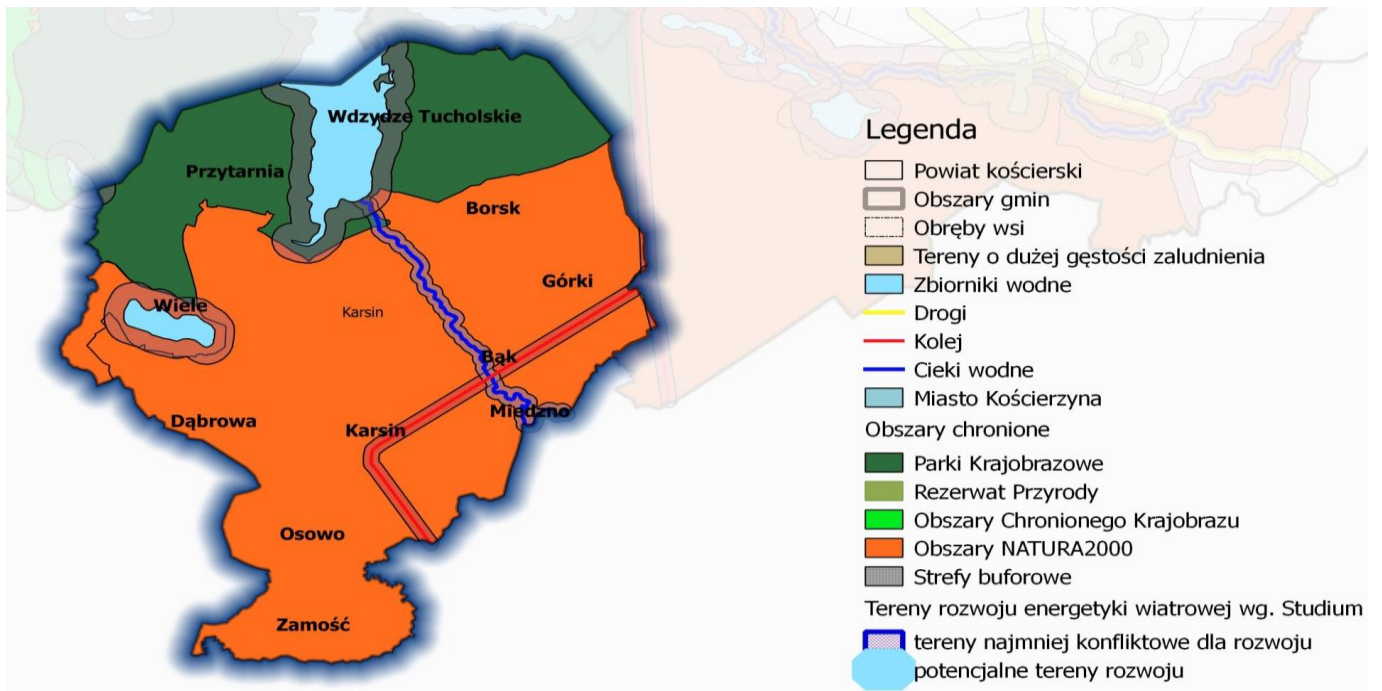 Wdzydze Tucholskie
Przytarnia
Borsk
Górki
Wiele
Karsin
Bąk
Miedzno
Dąbrowa
Karsin
Osowo
Zamość
Legenda
Powiat kościerski
Obszary gmin
Obręby wsi
Tereny o dużej gęstości zaludnienia
Zbiorniki wodne
Drogi
Kolej
Cieki wodne
Miasto Kościerzyna
Obszary chronione
Parki Krajobrazowe
Rezerwat Przyrody
Obszary Chronionego Krajobrazu
Obszary NATURA2000
Strefy buforowe
Tereny rozwoju energetyki wiatrowej wg. Studium
tereny najmniej konfliktowe dla rozwoju
potencjalne tereny rozwoju